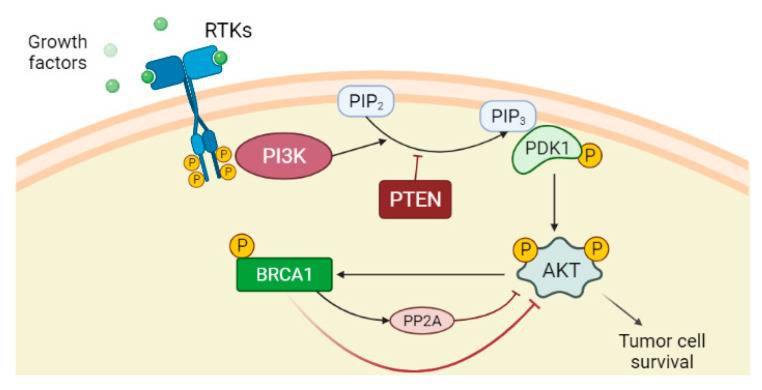 Growth
factors
RTKs
PIP₂
PIP₃
PI3K
PDK1
P
P
P
P
P
PTEN
P
P
P
BRCA1
AKT
PP2A
Tumor cell
survival